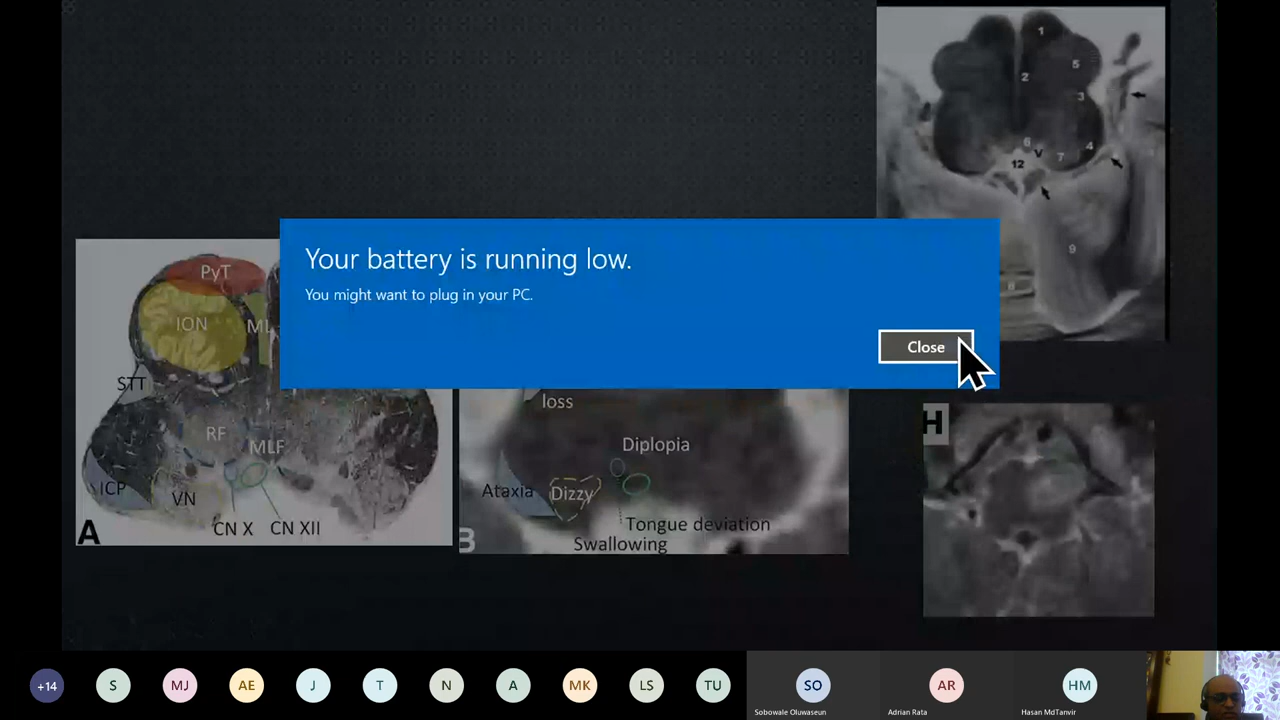 1
5
2
3
6
V
7
4
12
9
8
Your battery is running low.
You might want to plug in your PC.
Close
PyT
ION
STT
RF
MLF
ICP
VN
CN X
CN XII
A
loss
Diplopia
Ataxia
Dizzy
Tongue deviation
Swallowing
B
H
+14
S
MJ
AE
J
T
N
A
MK
LS
TU
SO
AR
HM
Sobowale Oluwaseun
Adrian Rata
Hasan MdTanvir